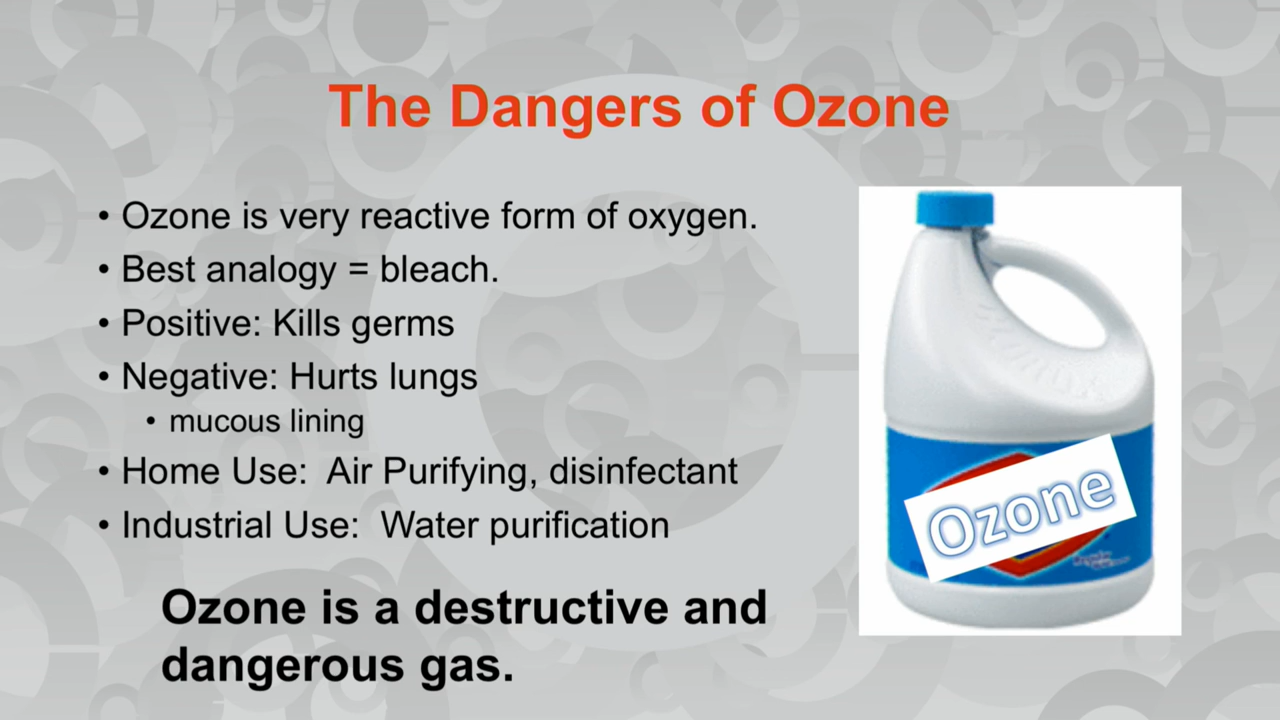 The Dangers of Ozone
• Ozone is very reactive form of oxygen.
• Best analogy = bleach.
• Positive: Kills germs
• Negative: Hurts lungs
• mucous lining
• Home Use: Air Purifying, disinfectant
• Industrial Use: Water purification
Ozone is a destructive and
dangerous gas.
Ozone